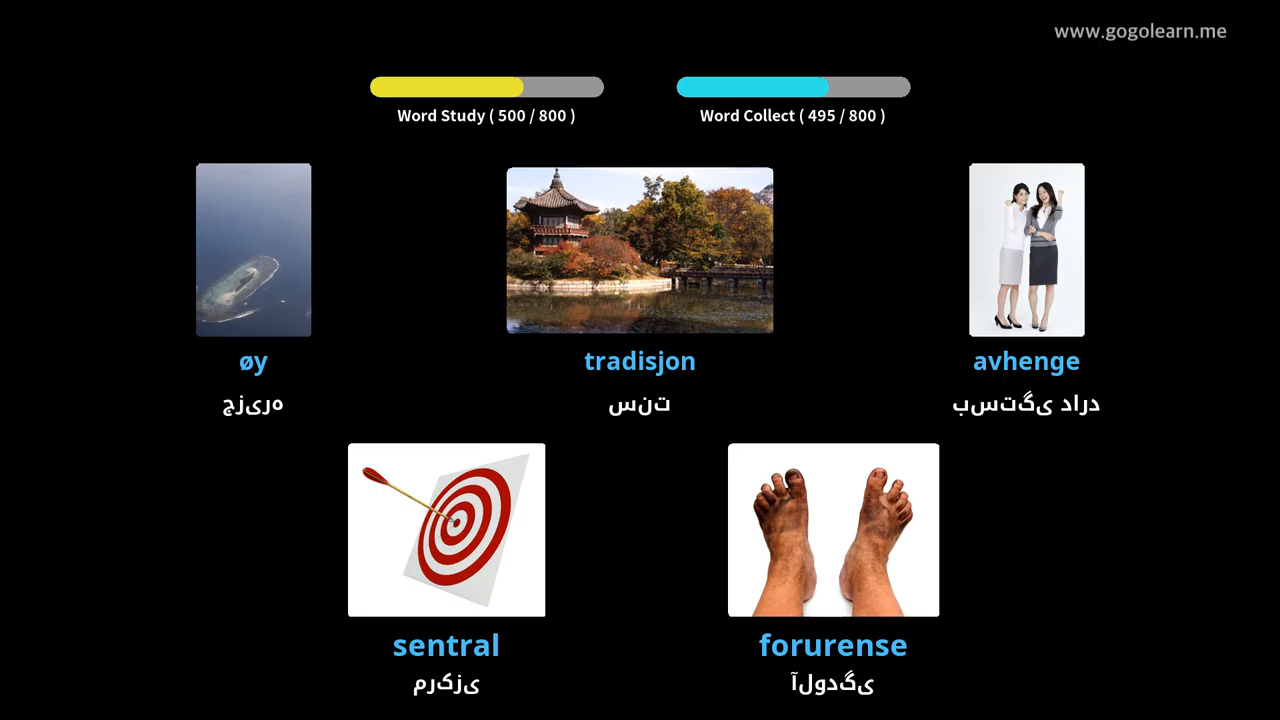 www.gogolearn.me
Word Study ( 500 / 800 )
Word Collect ( 495 / 800 )
øy
جزیره
tradisjon
سنت
avhenge
بستگی دارد
sentral
مرکزی
forurense
آلودگی